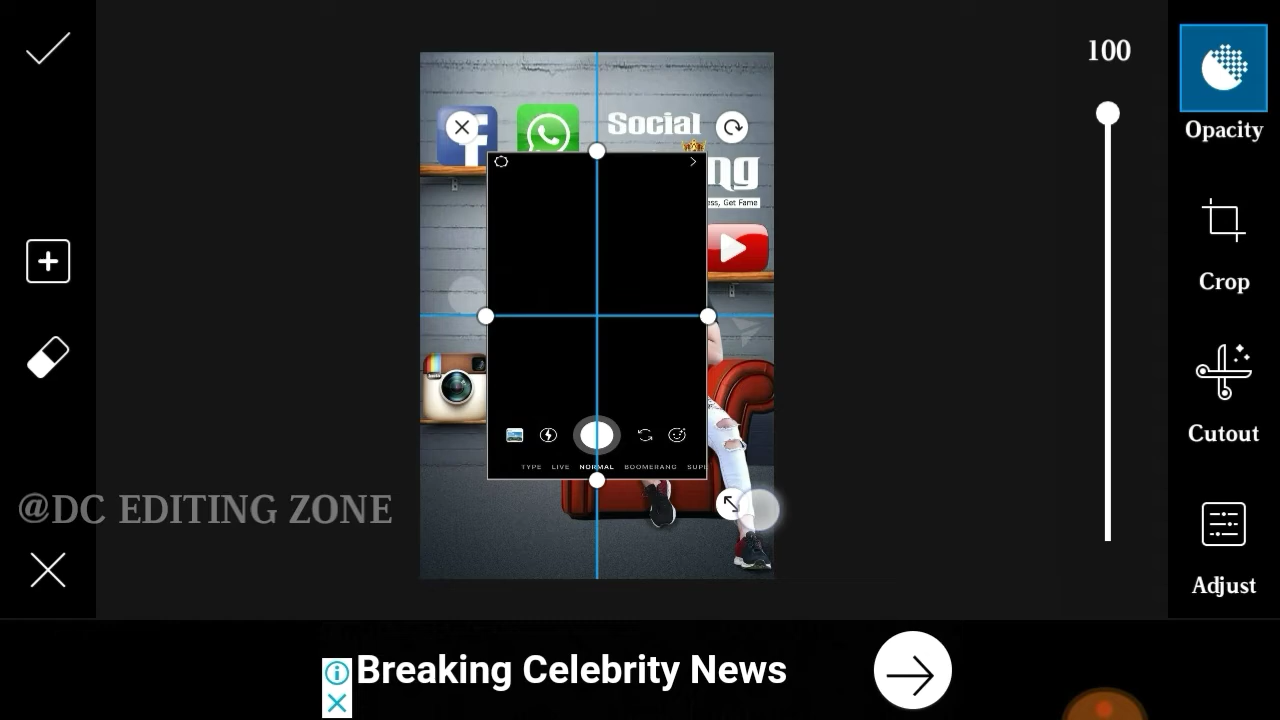 100
Opacity
Social
ng
ess, Get Fame
Crop
Cutout
TYPE LIVE NORMAL BOOMERANG SUPE
@DC EDITING ZONE
Adjust
Breaking Celebrity News